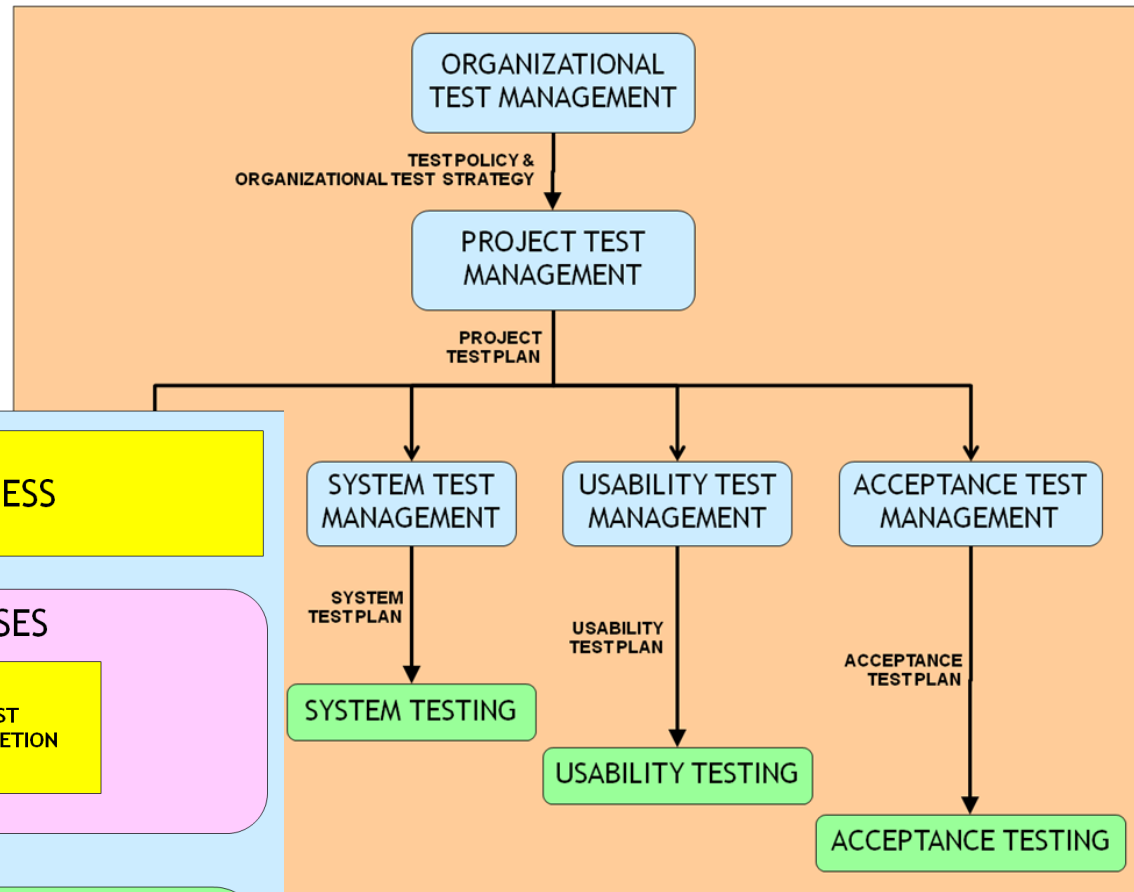 ORGANIZATIONAL
TEST MANAGEMENT
TEST POLICY &
ORGANIZATIONAL TEST STRATEGY
PROJECT TEST
MANAGEMENT
PROJECT
TEST PLAN
ESS
SES
ST
ETION
SYSTEM TEST
MANAGEMENT
USABILITY TEST
MANAGEMENT
ACCEPTANCE TEST
MANAGEMENT
SYSTEM
TEST PLAN
USABILITY
TEST PLAN
ACCEPTANCE
TEST PLAN
SYSTEM TESTING
USABILITY TESTING
ACCEPTANCE TESTING